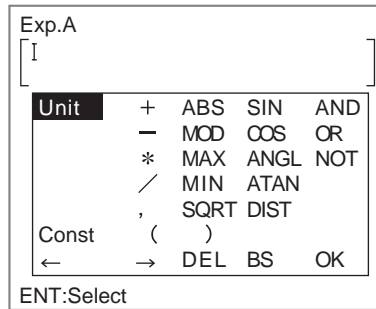 Exp.A
[I ]
Unit + ABS SIN AND
− MOD COS OR
* MAX ANGL NOT
／ MIN ATAN
, SQRT DIST
Const ( )
← → DEL BS OK
ENT:Select